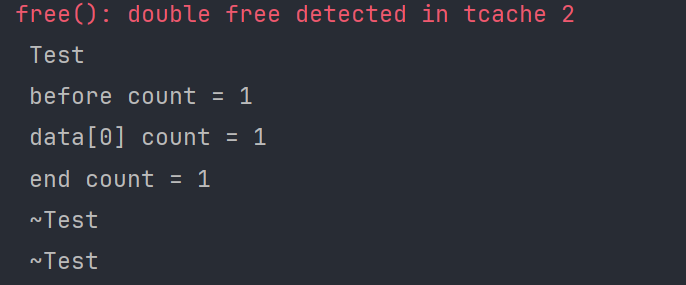 free(): double free detected in tcache 2
Test
before count = 1
data[0] count = 1
end count = 1
~Test
~Test